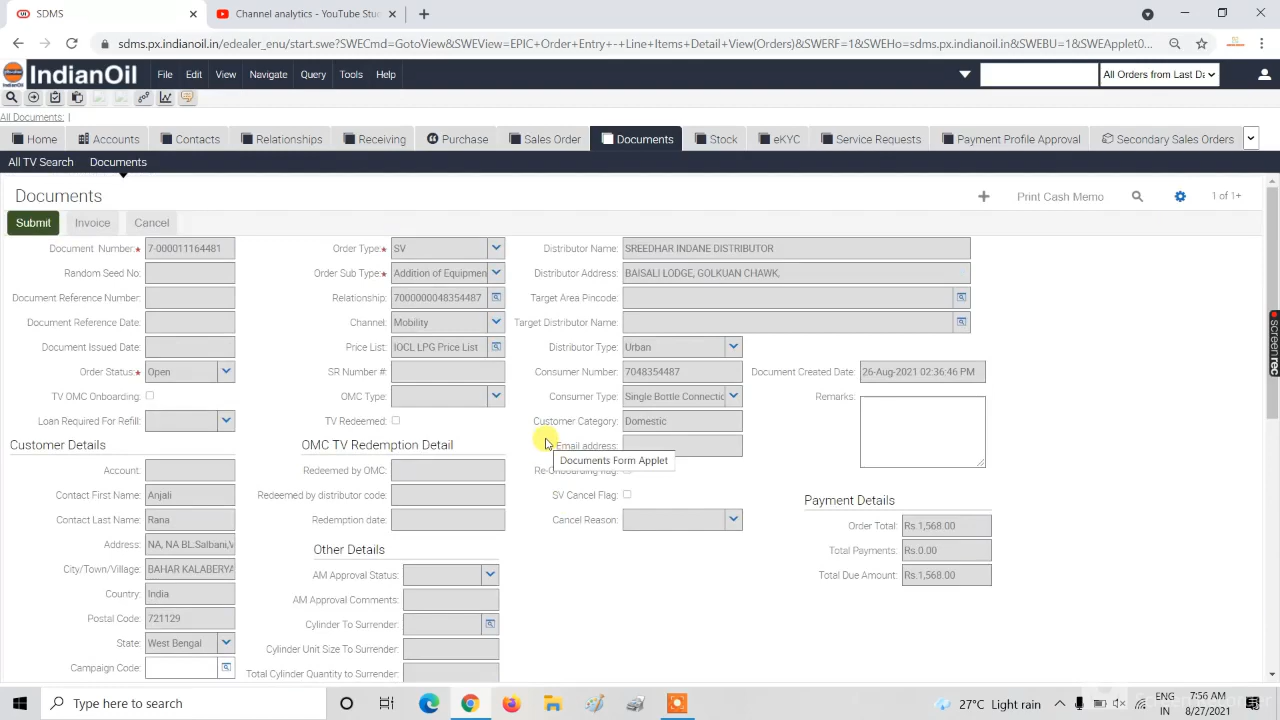 SDMS
Channel analytics - YouTube Stu
sdms.px.indianoil.in/edealer_enu/start.swe?SWECmd=GotoView&SWEView=EPIC+Order+Entry+-+Line+Items+Detail+View(Orders)&SWERF=1&SWEHo=sdms.px.indianoil.in&SWEBU=1&SWEApplet0...
IndianOil File Edit View Navigate Query Tools Help All Orders from Last Da
All Documents: |
Home Accounts Contacts Relationships Receiving Purchase Sales Order Documents Stock eKYC Service Requests Payment Profile Approval Secondary Sales Orders
All TV Search Documents
Documents Print Cash Memo 1 of 1+
Submit Invoice Cancel
Document Number:* 7-000011164481 Order Type:* SV Distributor Name: SREEDHAR INDANE DISTRIBUTOR
Random Seed No: Order Sub Type:* Addition of Equipmen Distributor Address: BAISALI LODGE, GOLKUAN CHAWK,
Document Reference Number: Relationship: 7000000048354487 Target Area Pincode:
Document Reference Date: Channel: Mobility Target Distributor Name:
Document Issued Date: Price List: IOCL LPG Price List Distributor Type: Urban
Order Status:* Open SR Number #: Consumer Number: 7048354487 Document Created Date: 26-Aug-2021 02:36:46 PM
TV OMC Onboarding: OMC Type: Consumer Type: Single Bottle Connectic Remarks:
Loan Required For Refill: TV Redeemed: Customer Category: Domestic
Customer Details OMC TV Redemption Detail Email address:
Documents Form Applet
Account: Redeemed by OMC: Re-Onboarding flag:
Contact First Name: Anjali Redeemed by distributor code: SV Cancel Flag: Payment Details
Contact Last Name: Rana Redemption date: Cancel Reason: Order Total: Rs.1,568.00
Address: NA, NA BL.Salbani,V Other Details Total Payments: Rs.0.00
City/Town/Village: BAHAR KALABERYA AM Approval Status: Total Due Amount: Rs.1,568.00
Country: India AM Approval Comments:
Postal Code: 721129 Cylinder To Surrender:
State: West Bengal Cylinder Unit Size To Surrender:
Campaign Code: Total Cylinder Quantity to Surrender:
ScreenRec
Type here to search 27°C Light rain ENG IN 7:56 AM 8/27/2021